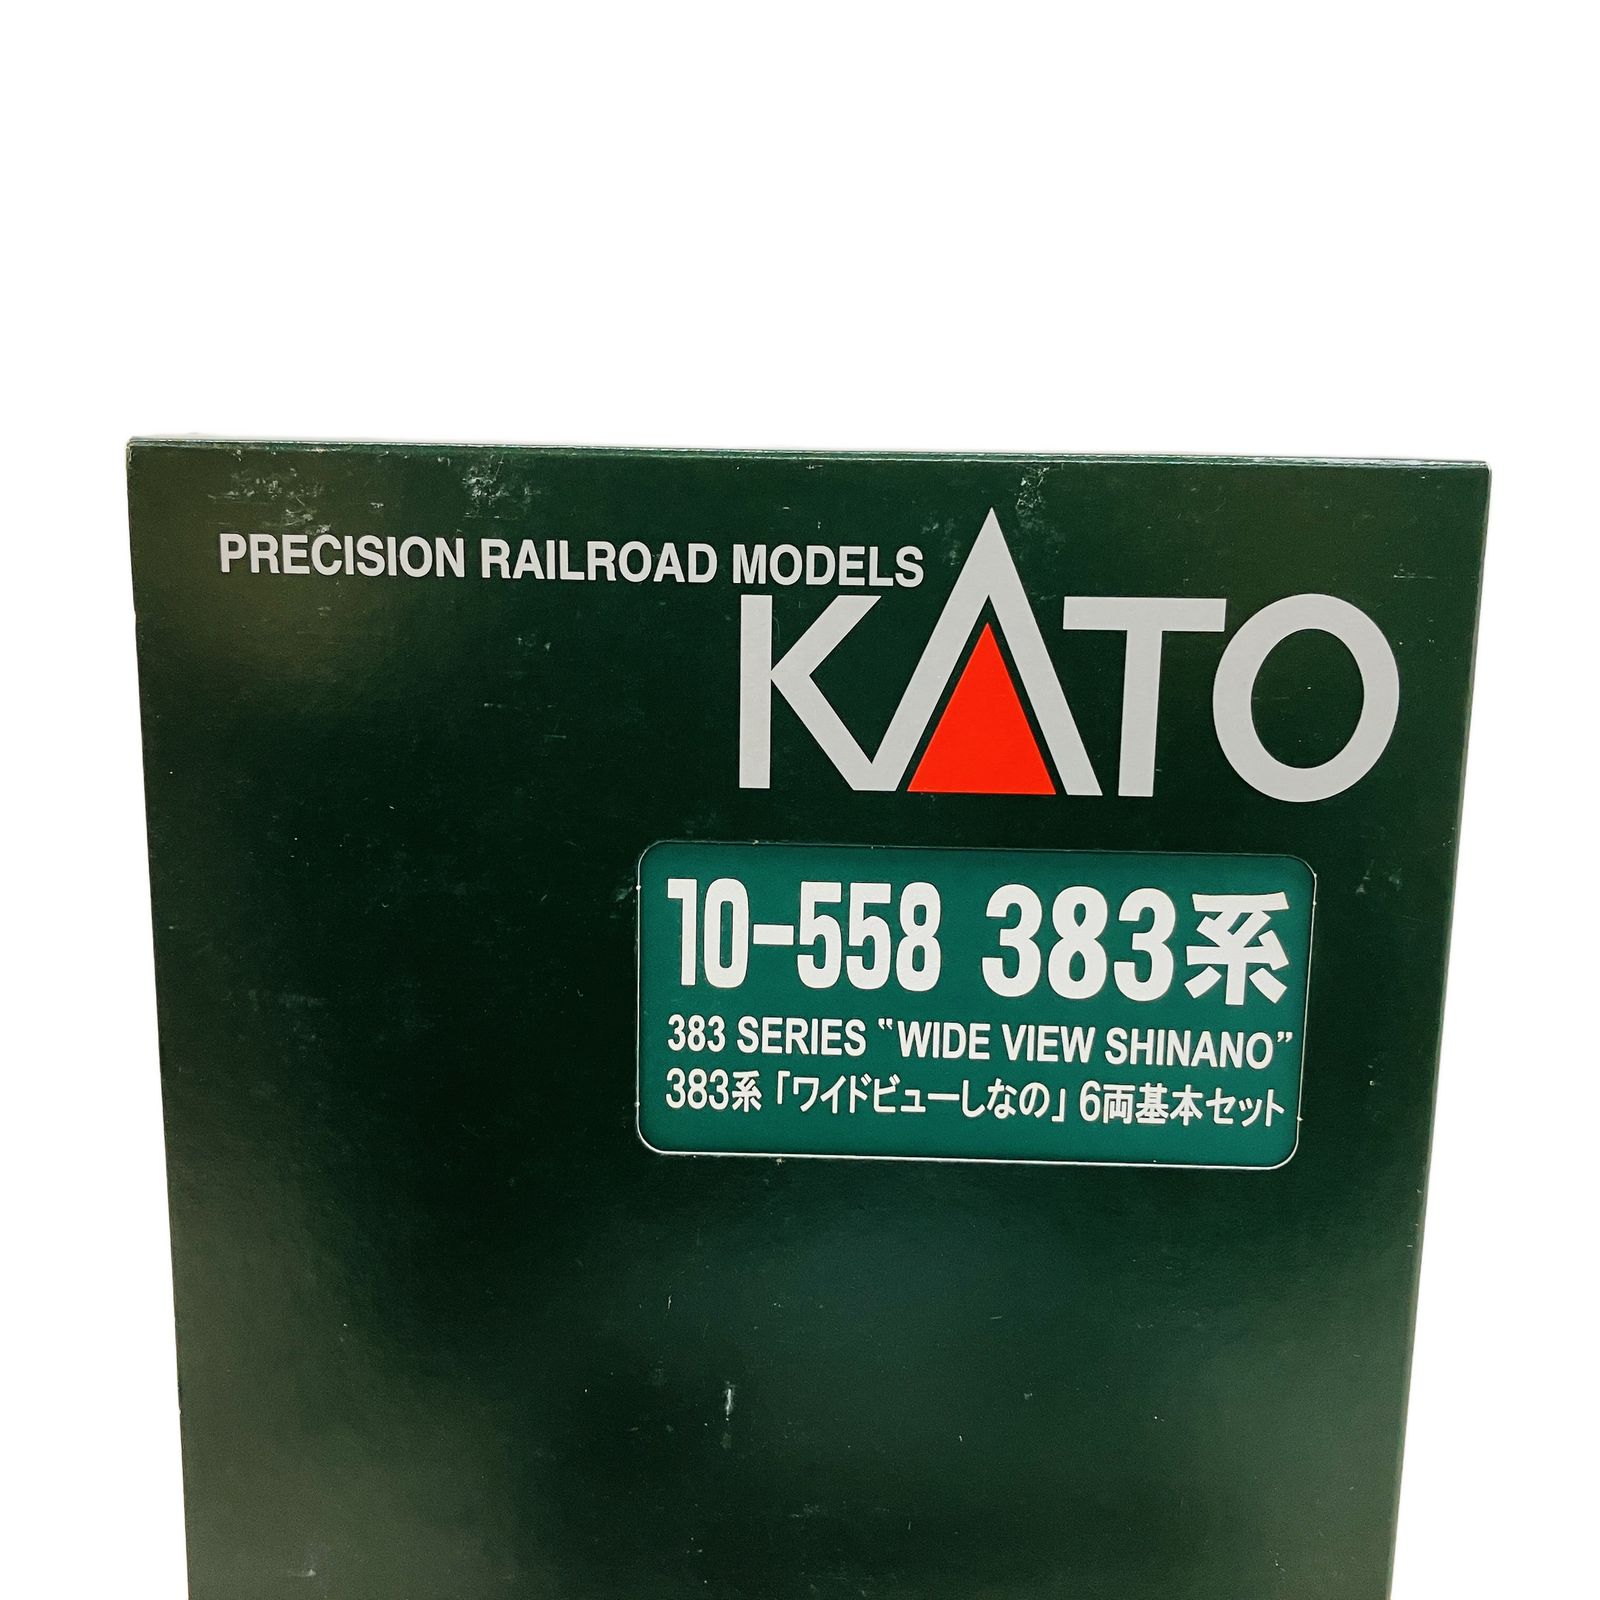 PRECISION RAILROAD MODELS
KATO
10-558 383系
383 SERIES “WIDE VIEW SHINANO”
383系「ワイドビューしなの」6両基本セット